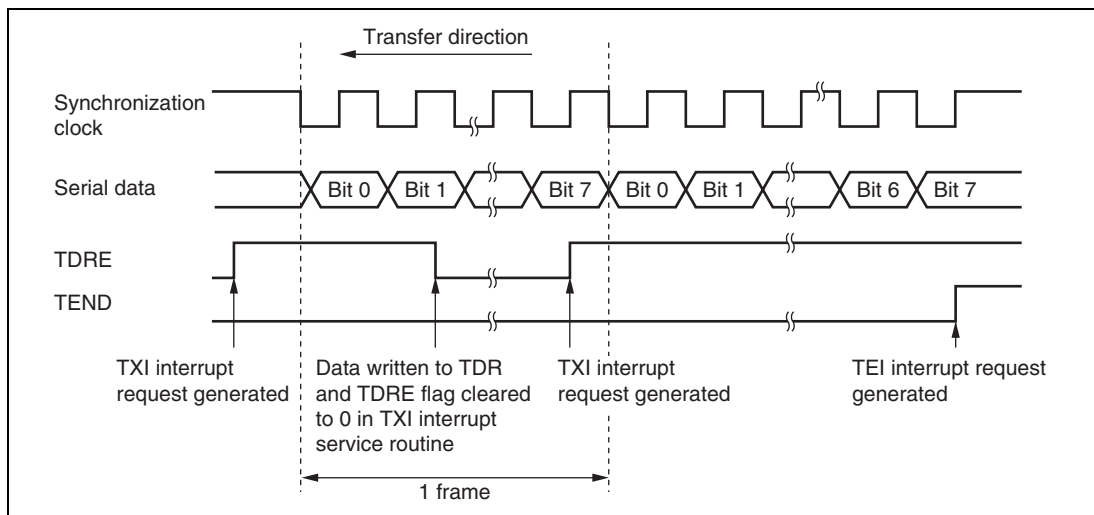 Transfer direction
Synchronization
clock
Serial data
Bit 0
Bit 1
Bit 7
Bit 0
Bit 1
Bit 6
Bit 7
TDRE
TEND
TXI interrupt
request generated
Data written to TDR
and TDRE flag cleared
to 0 in TXI interrupt
service routine
TXI interrupt
request generated
TEI interrupt request
generated
1 frame